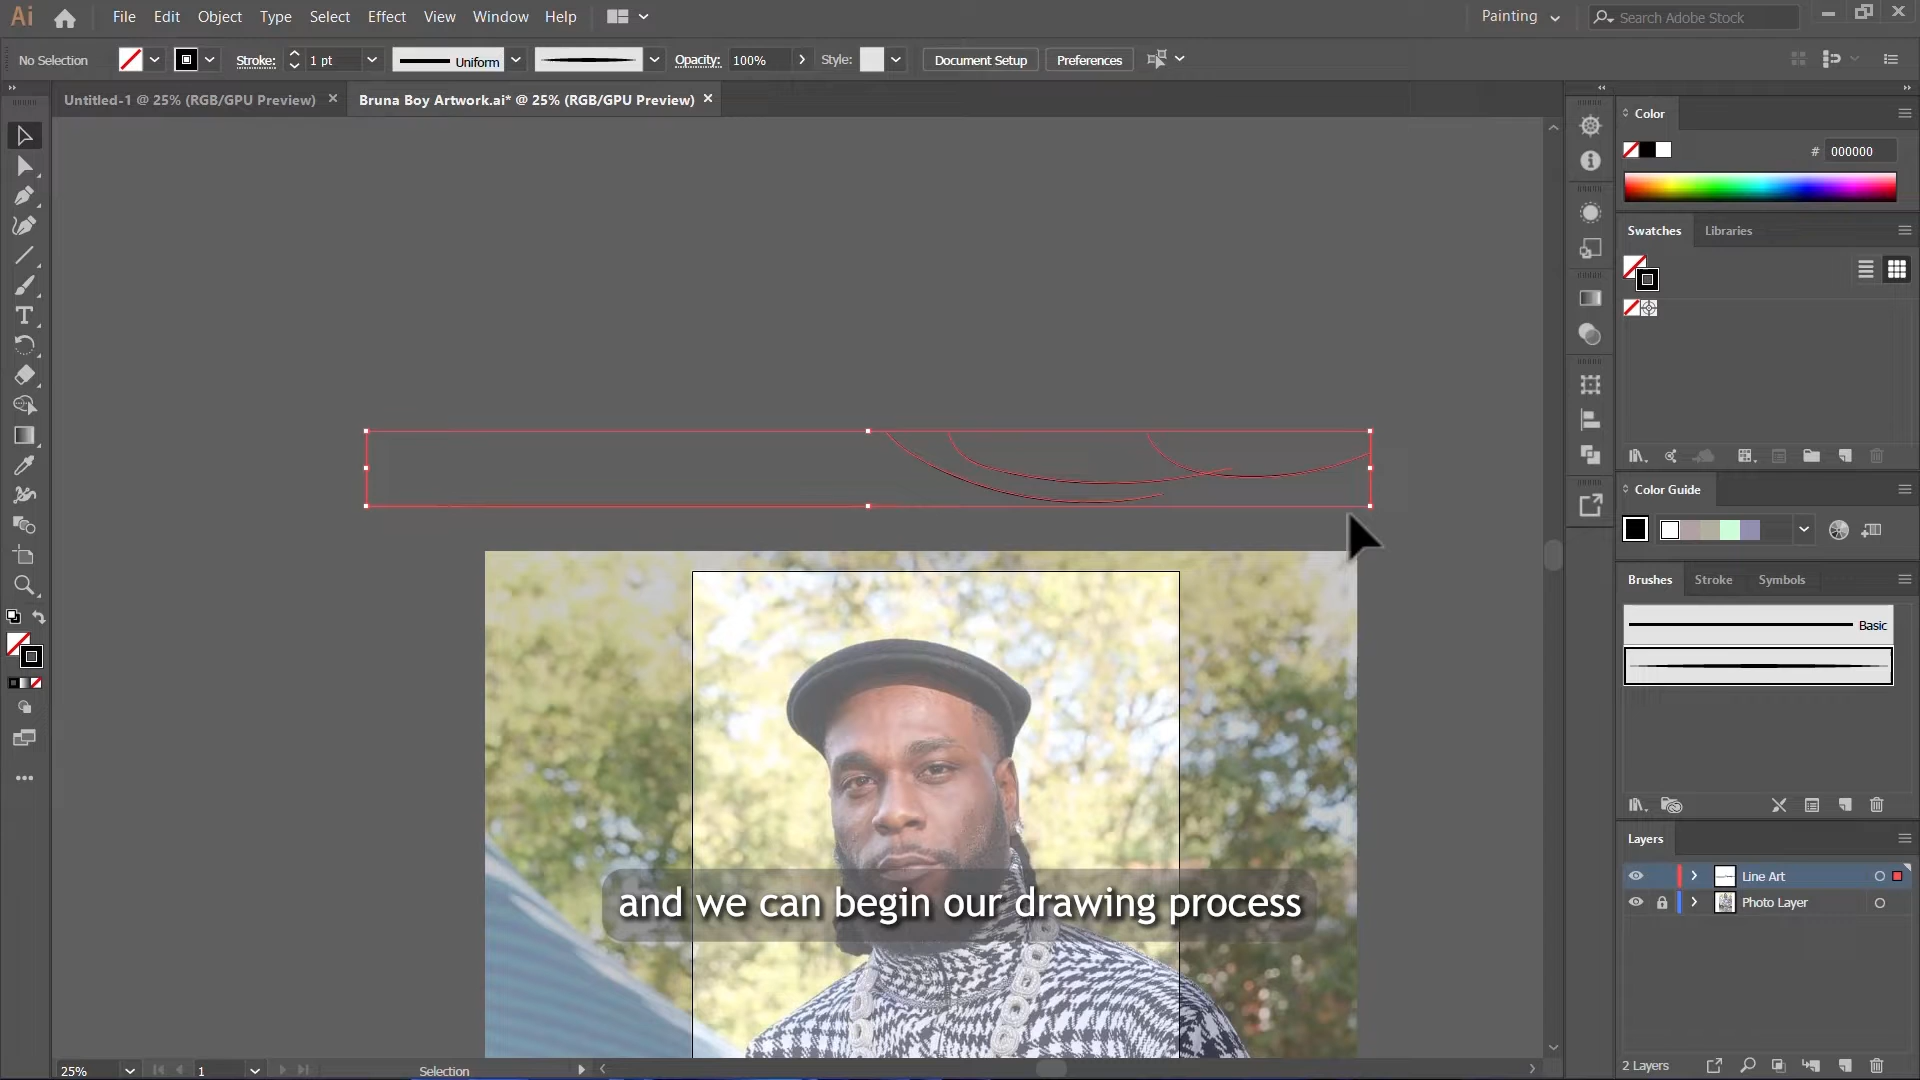 Ai File Edit Object Type Select Effect View Window Help Painting Search Adobe Stock
No Selection Stroke: 1 pt Uniform Opacity: 100% Style: Document Setup Preferences
Untitled-1 @ 25% (RGB/GPU Preview) Bruna Boy Artwork.ai* @ 25% (RGB/GPU Preview)
Color
# 000000
Swatches Libraries
Color Guide
Brushes Stroke Symbols
Basic
Layers
Line Art
Photo Layer
and we can begin our drawing process
2 Layers
25% 1 Selection